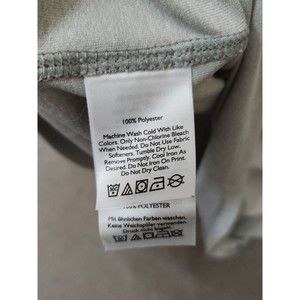 100% Polyester
Machine Wash Cold With Like
Colors. Only Non-Chlorine Bleach
When Needed. Do Not Use Fabric
Softeners. Tumble Dry Low.
Remove Promptly. Cool Iron As
Needed. Do Not Iron On Print.
Do Not Dry Clean.
POLYESTER
Mit ähnlichen Farben waschen.
Keine Weichspüler verwenden.